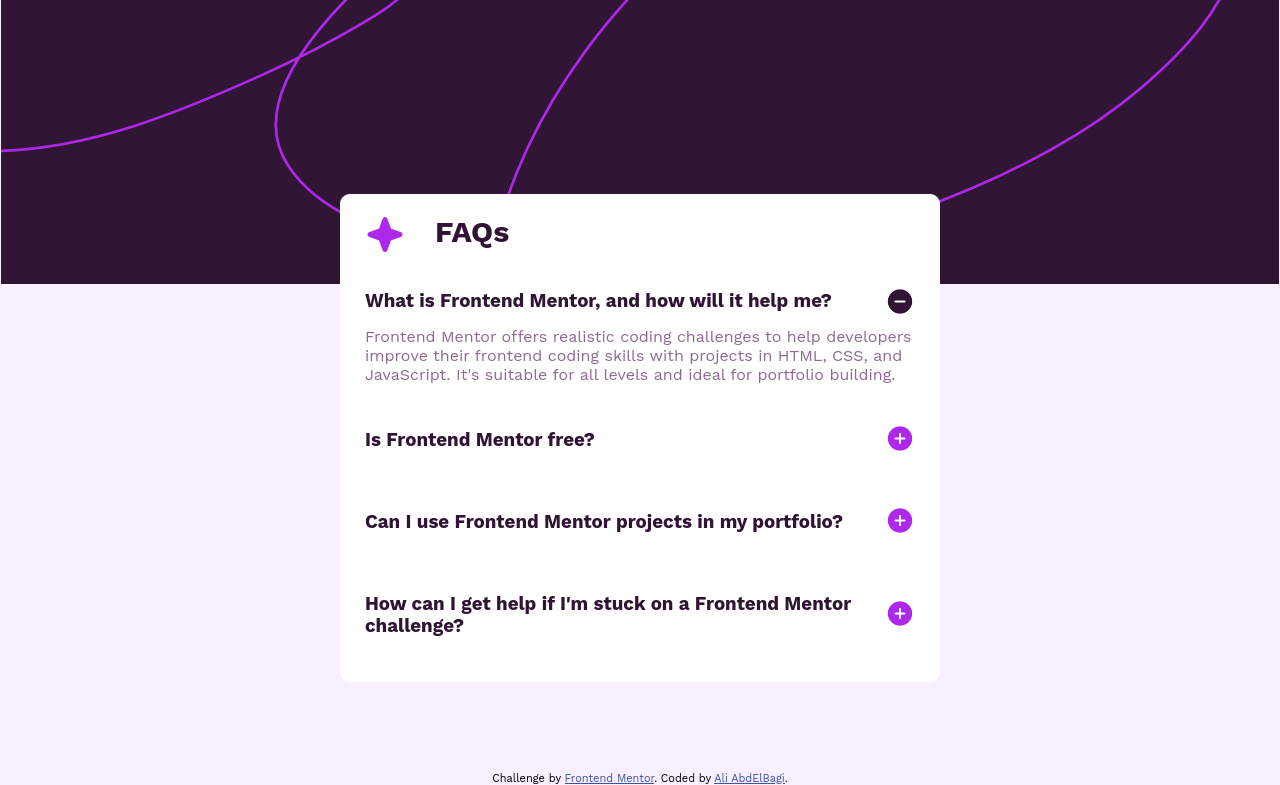 FAQs
What is Frontend Mentor, and how will it help me?
Frontend Mentor offers realistic coding challenges to help developers
improve their frontend coding skills with projects in HTML, CSS, and
JavaScript. It's suitable for all levels and ideal for portfolio building.
Is Frontend Mentor free?
Can I use Frontend Mentor projects in my portfolio?
How can I get help if I'm stuck on a Frontend Mentor
challenge?
Challenge by Frontend Mentor. Coded by Ali AbdElBagi.